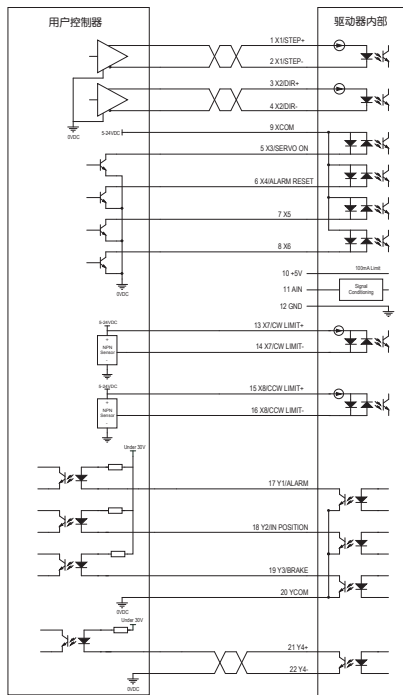 用户控制器
驱动器内部
1 X1/STEP+
2 X1/STEP-
3 X2/DIR+
4 X2/DIR-
0VDC
5-24VDC
9 XCOM
5 X3/SERVO ON
6 X4/ALARM RESET
7 X5
8 X6
0VDC
10 +5V
100mA Limit
11 AIN
Signal
Conditioning
12 GND
5-24VDC
13 X7/CW LIMIT+
+
NPN
Sensor
-
14 X7/CW LIMIT-
0VDC
5-24VDC
15 X8/CCW LIMIT+
+
NPN
Sensor
-
16 X8/CCW LIMIT-
0VDC
Under 30V
17 Y1/ALARM
18 Y2/IN POSITION
19 Y3/BRAKE
20 YCOM
0VDC
Under 30V
21 Y4+
22 Y4-
0VDC